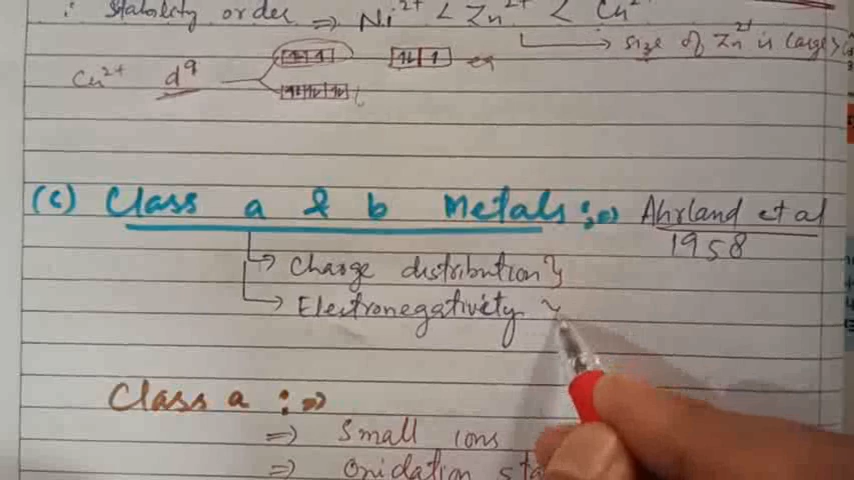 ∴ Stability order ⇒ Ni²⁺ < Zn²⁺ < Cu²⁺
→ size of Zn²⁺ is large
Cu²⁺ d⁹ eg
t
(c) Class a & b Metals :⇒ Ahrland et al
1958
→ Charge distribution }
→ Electronegativity
Class a :⇒
⇒ Small ions
⇒ Oxidation sta